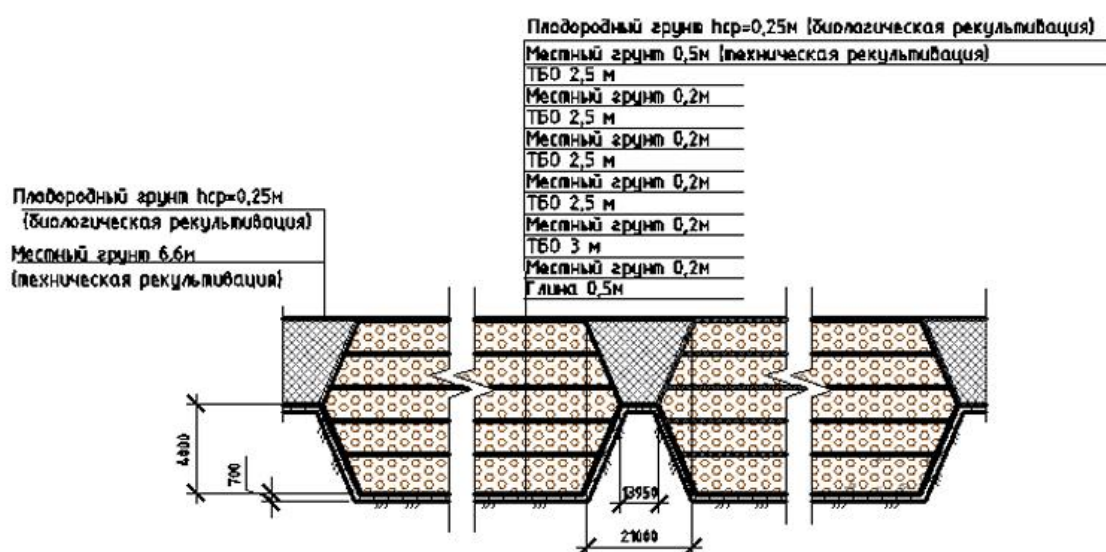 Плодородный грунт hср=0,25м (биологическая рекультивация)
Местный грунт 0,5м (техническая рекультивация)
ТБО 2,5 м
Местный грунт 0,2м
ТБО 2,5 м
Местный грунт 0,2м
ТБО 2,5 м
Местный грунт 0,2м
ТБО 2,5 м
Местный грунт 0,2м
ТБО 3 м
Местный грунт 0,2м
Глина 0,5м
Плодородный грунт hср=0,25м
(биологическая рекультивация)
Местный грунт 6,6м
(техническая рекультивация)
700
13950
21000